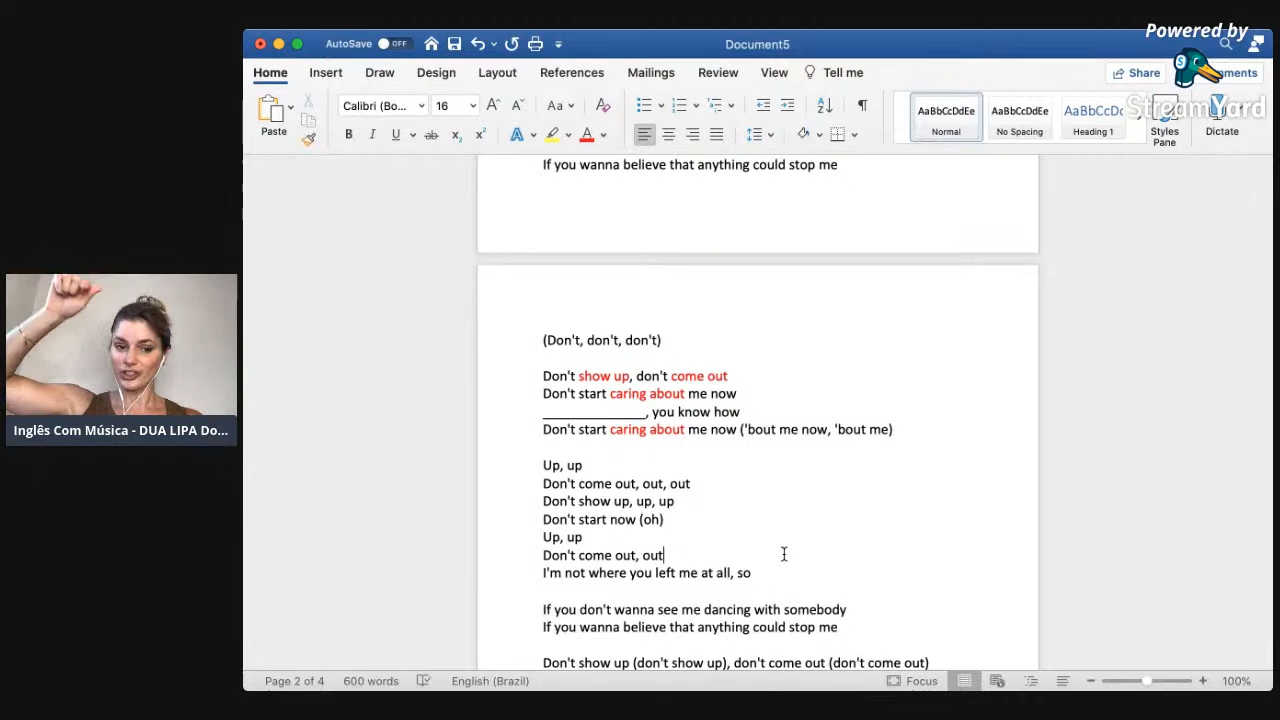 Powered by
StreamYard
AutoSave OFF
Document5
Home Insert Draw Design Layout References Mailings Review View Tell me
Share
Paste
Calibri (Bo... 16
AaBbCcDdEe
Normal
AaBbCcDdEe
No Spacing
AaBbCcDc
Heading 1
Styles
Pane
Dictate
If you wanna believe that anything could stop me
(Don't, don't, don't)
Don't show up, don't come out
Don't start caring about me now
_______________, you know how
Don't start caring about me now ('bout me now, 'bout me)
Up, up
Don't come out, out, out
Don't show up, up, up
Don't start now (oh)
Up, up
Don't come out, out
I'm not where you left me at all, so
If you don't wanna see me dancing with somebody
If you wanna believe that anything could stop me
Don't show up (don't show up), don't come out (don't come out)
Inglês Com Música - DUA LIPA Do...
Page 2 of 4 600 words English (Brazil) Focus 100%